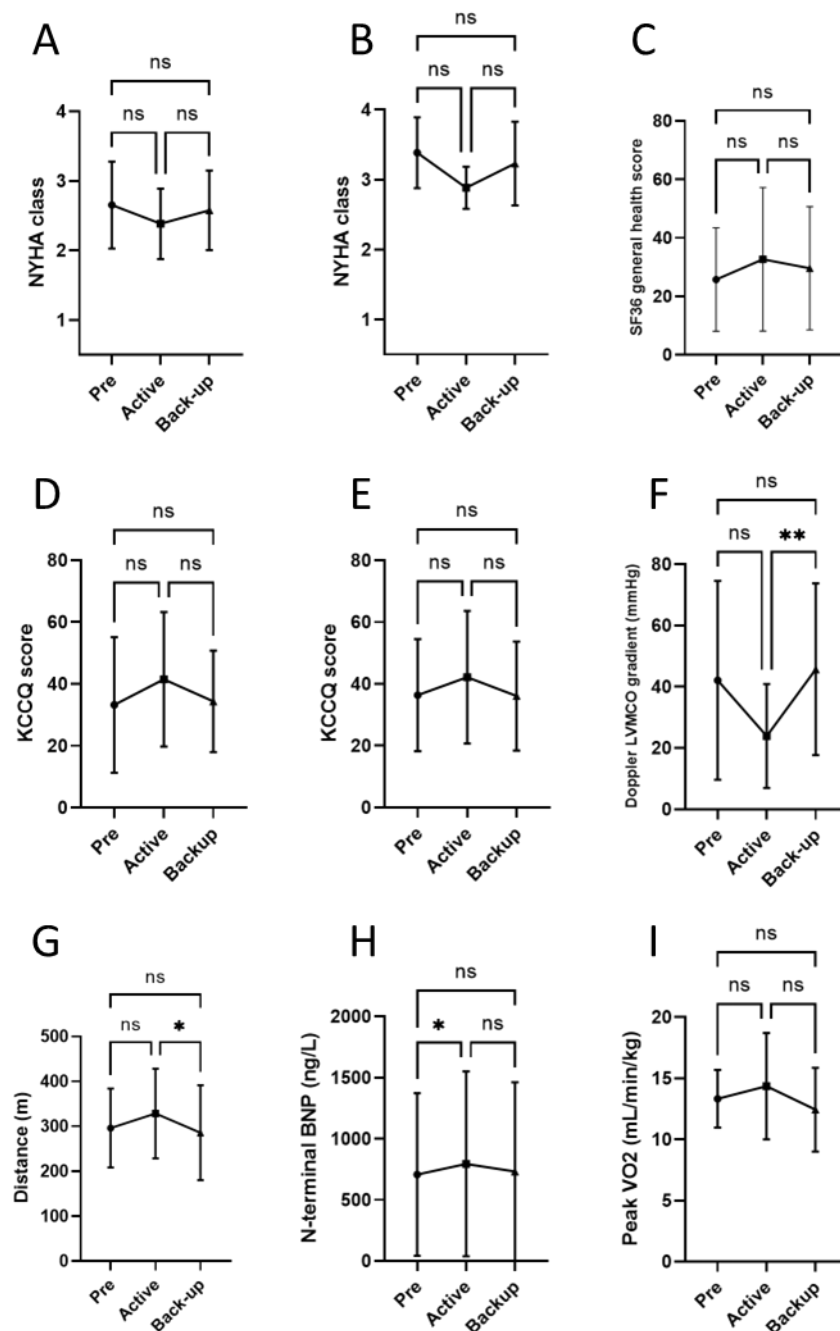 A
ns
ns
ns
NYHA class
4
3
2
1
Pre
Active
Back-up
B
ns
ns
ns
NYHA class
4
3
2
1
Pre
Active
Back-up
C
ns
ns
ns
SF36 general health score
80
60
40
20
0
Pre
Active
Back-up
D
ns
ns
ns
KCCQ score
80
60
40
20
0
Pre
Active
Backup
E
ns
ns
ns
KCCQ score
80
60
40
20
0
Pre
Active
Backup
F
ns
ns
**
Doppler LVMCO gradient (mmHg)
80
60
40
20
0
Pre
Active
Back-up
G
ns
ns
*
Distance (m)
500
400
300
200
100
0
Pre
Active
Back-up
H
ns
*
ns
N-terminal BNP (ng/L)
2000
1500
1000
500
0
Pre
Active
Backup
I
ns
ns
ns
Peak VO2 (mL/min/kg)
20
15
10
5
0
Pre
Active
Back-up